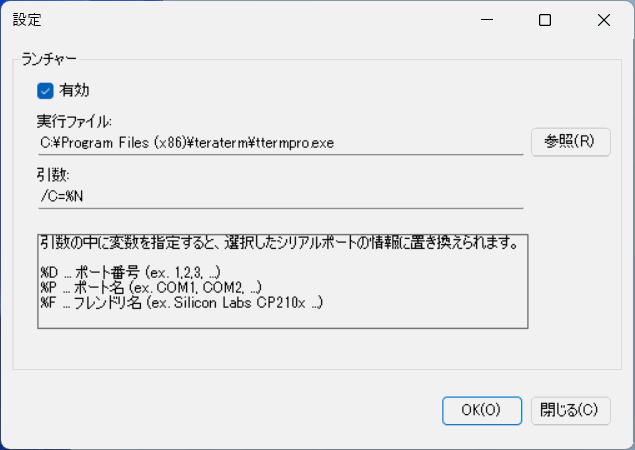 設定
ランチャー
有効
実行ファイル:
C:¥Program Files (x86)¥teraterm¥ttermpro.exe
参照(R)
引数:
/C=%N
引数の中に変数を指定すると、選択したシリアルポートの情報に置き換えられます。
%D ... ポート番号 (ex. 1,2,3, ...)
%P ... ポート名 (ex. COM1, COM2, ...)
%F ... フレンドリ名 (ex. Silicon Labs CP210x ...)
OK(O)
閉じる(C)